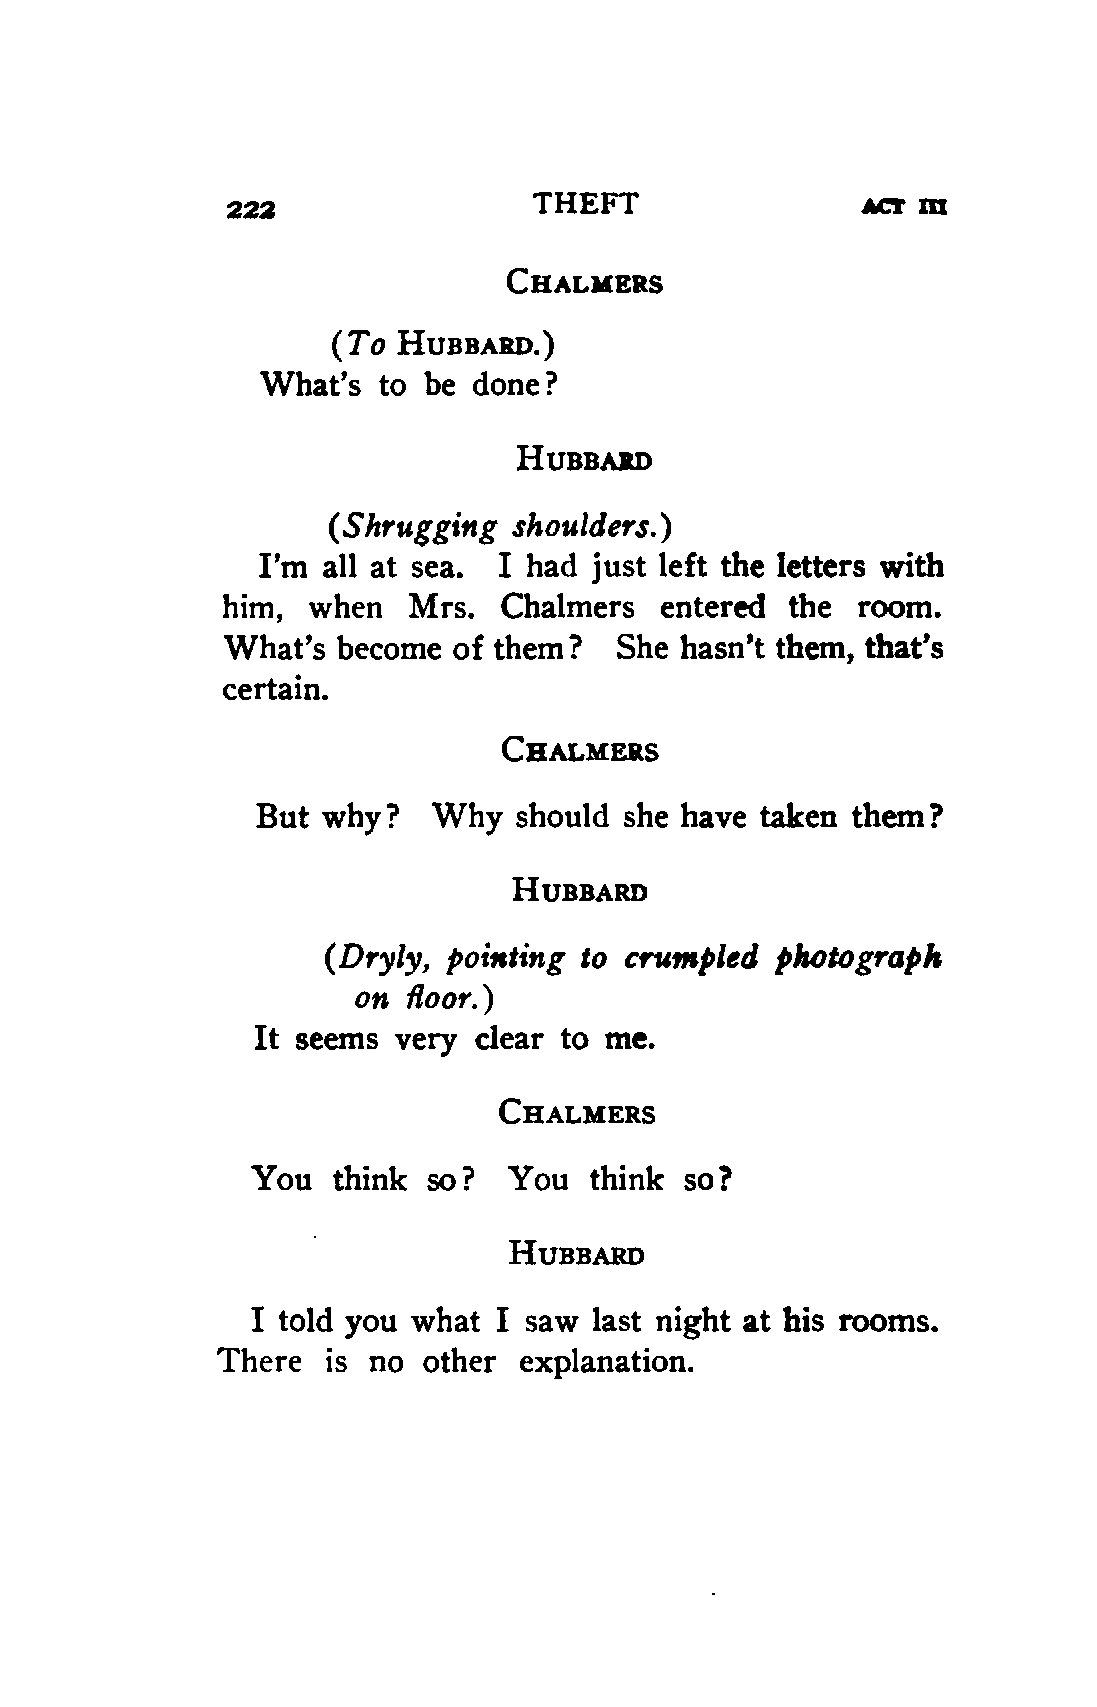 222 THEFT ACT III
CHALMERS
(To HUBBARD.)
What's to be done?
HUBBARD
(Shrugging shoulders.)
I'm all at sea. I had just left the letters with
him, when Mrs. Chalmers entered the room.
What's become of them? She hasn't them, that's
certain.
CHALMERS
But why? Why should she have taken them?
HUBBARD
(Dryly, pointing to crumpled photograph
on floor.)
It seems very clear to me.
CHALMERS
You think so? You think so?
HUBBARD
I told you what I saw last night at his rooms.
There is no other explanation.